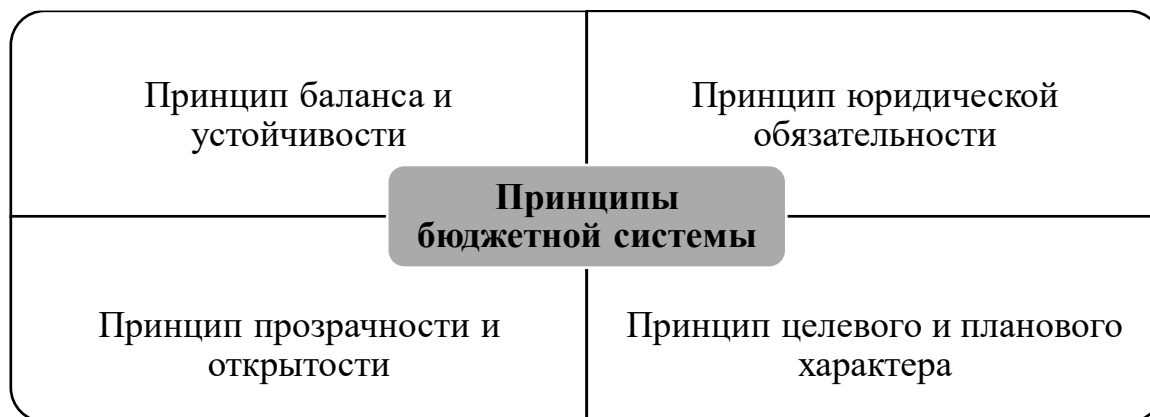 Принцип баланса и
устойчивости
Принцип юридической
обязательности
Принципы
бюджетной системы
Принцип прозрачности и
открытости
Принцип целевого и планового
характера